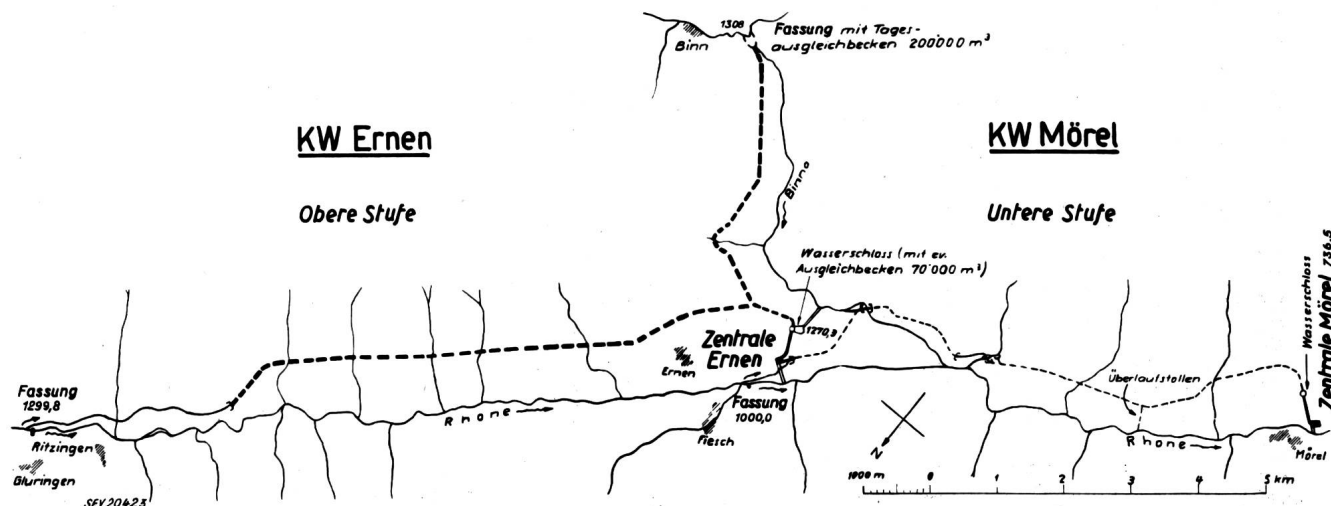 1308
Binn
Fassung mit Tages-
ausgleichbecken 200'000 m³
KW Ernen
Obere Stufe
KW Mörel
Untere Stufe
Binna
Wasserschloss (mit ev.
Ausgleichbecken 70'000 m³)
1270,3
Zentrale
Ernen
Ernen
Fassung
1299,8
Ritzingen
Gluringen
Rhone
Fassung
1000,0
Fiesch
N
Überlaufstollen
Rhone
Mörel
Wasserschloss
Zentrale Mörel 736,5
1000 m 0 1 2 3 4 5 km
SEV 20423